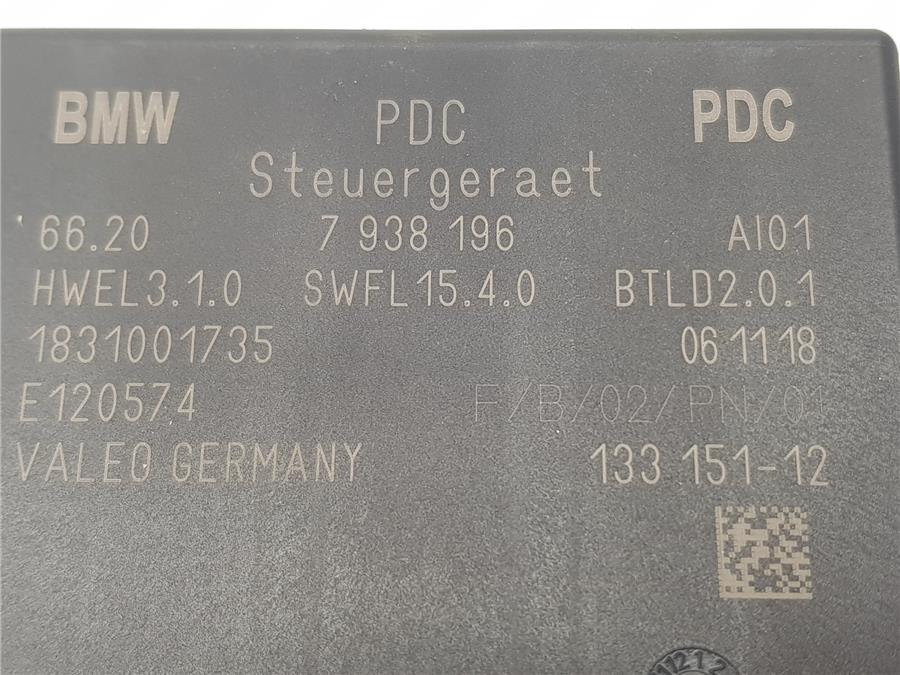 BMW PDC PDC
Steuergeraet
66.20 7 938 196 AI01
HWEL3.1.0 SWFL15.4.0 BTLD2.0.1
1831001735 061118
E120574 F/B/02/PN/01
VALEO GERMANY 133 151-12